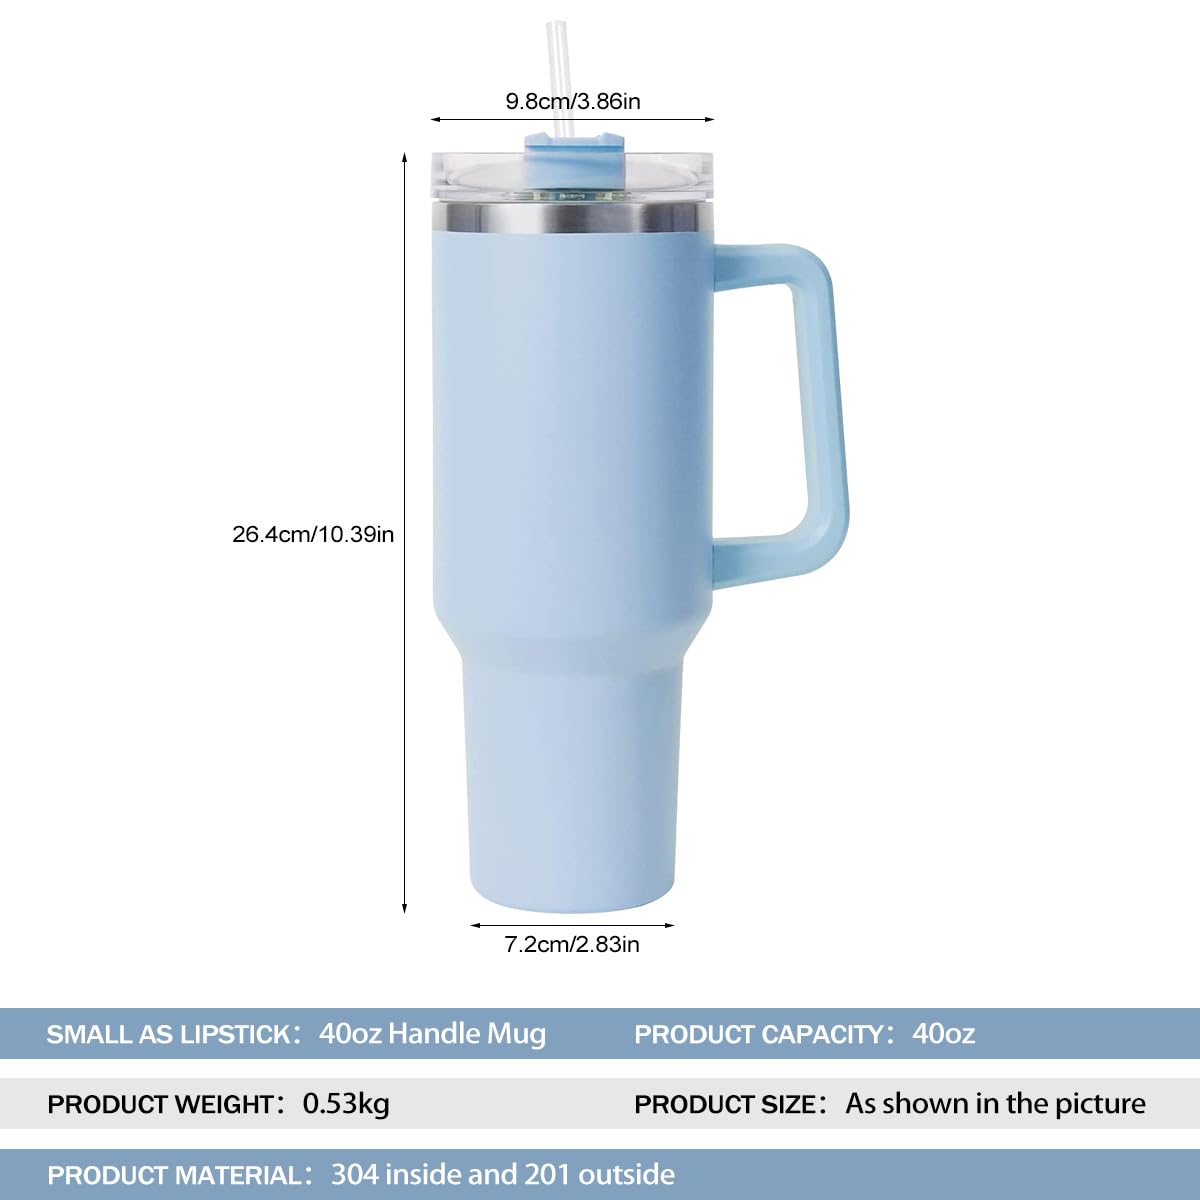 9.8cm/3.86in
26.4cm/10.39in
7.2cm/2.83in
SMALL AS LIPSTICK: 40oz Handle Mug
PRODUCT CAPACITY: 40oz
PRODUCT WEIGHT: 0.53kg
PRODUCT SIZE: As shown in the picture
PRODUCT MATERIAL: 304 inside and 201 outside